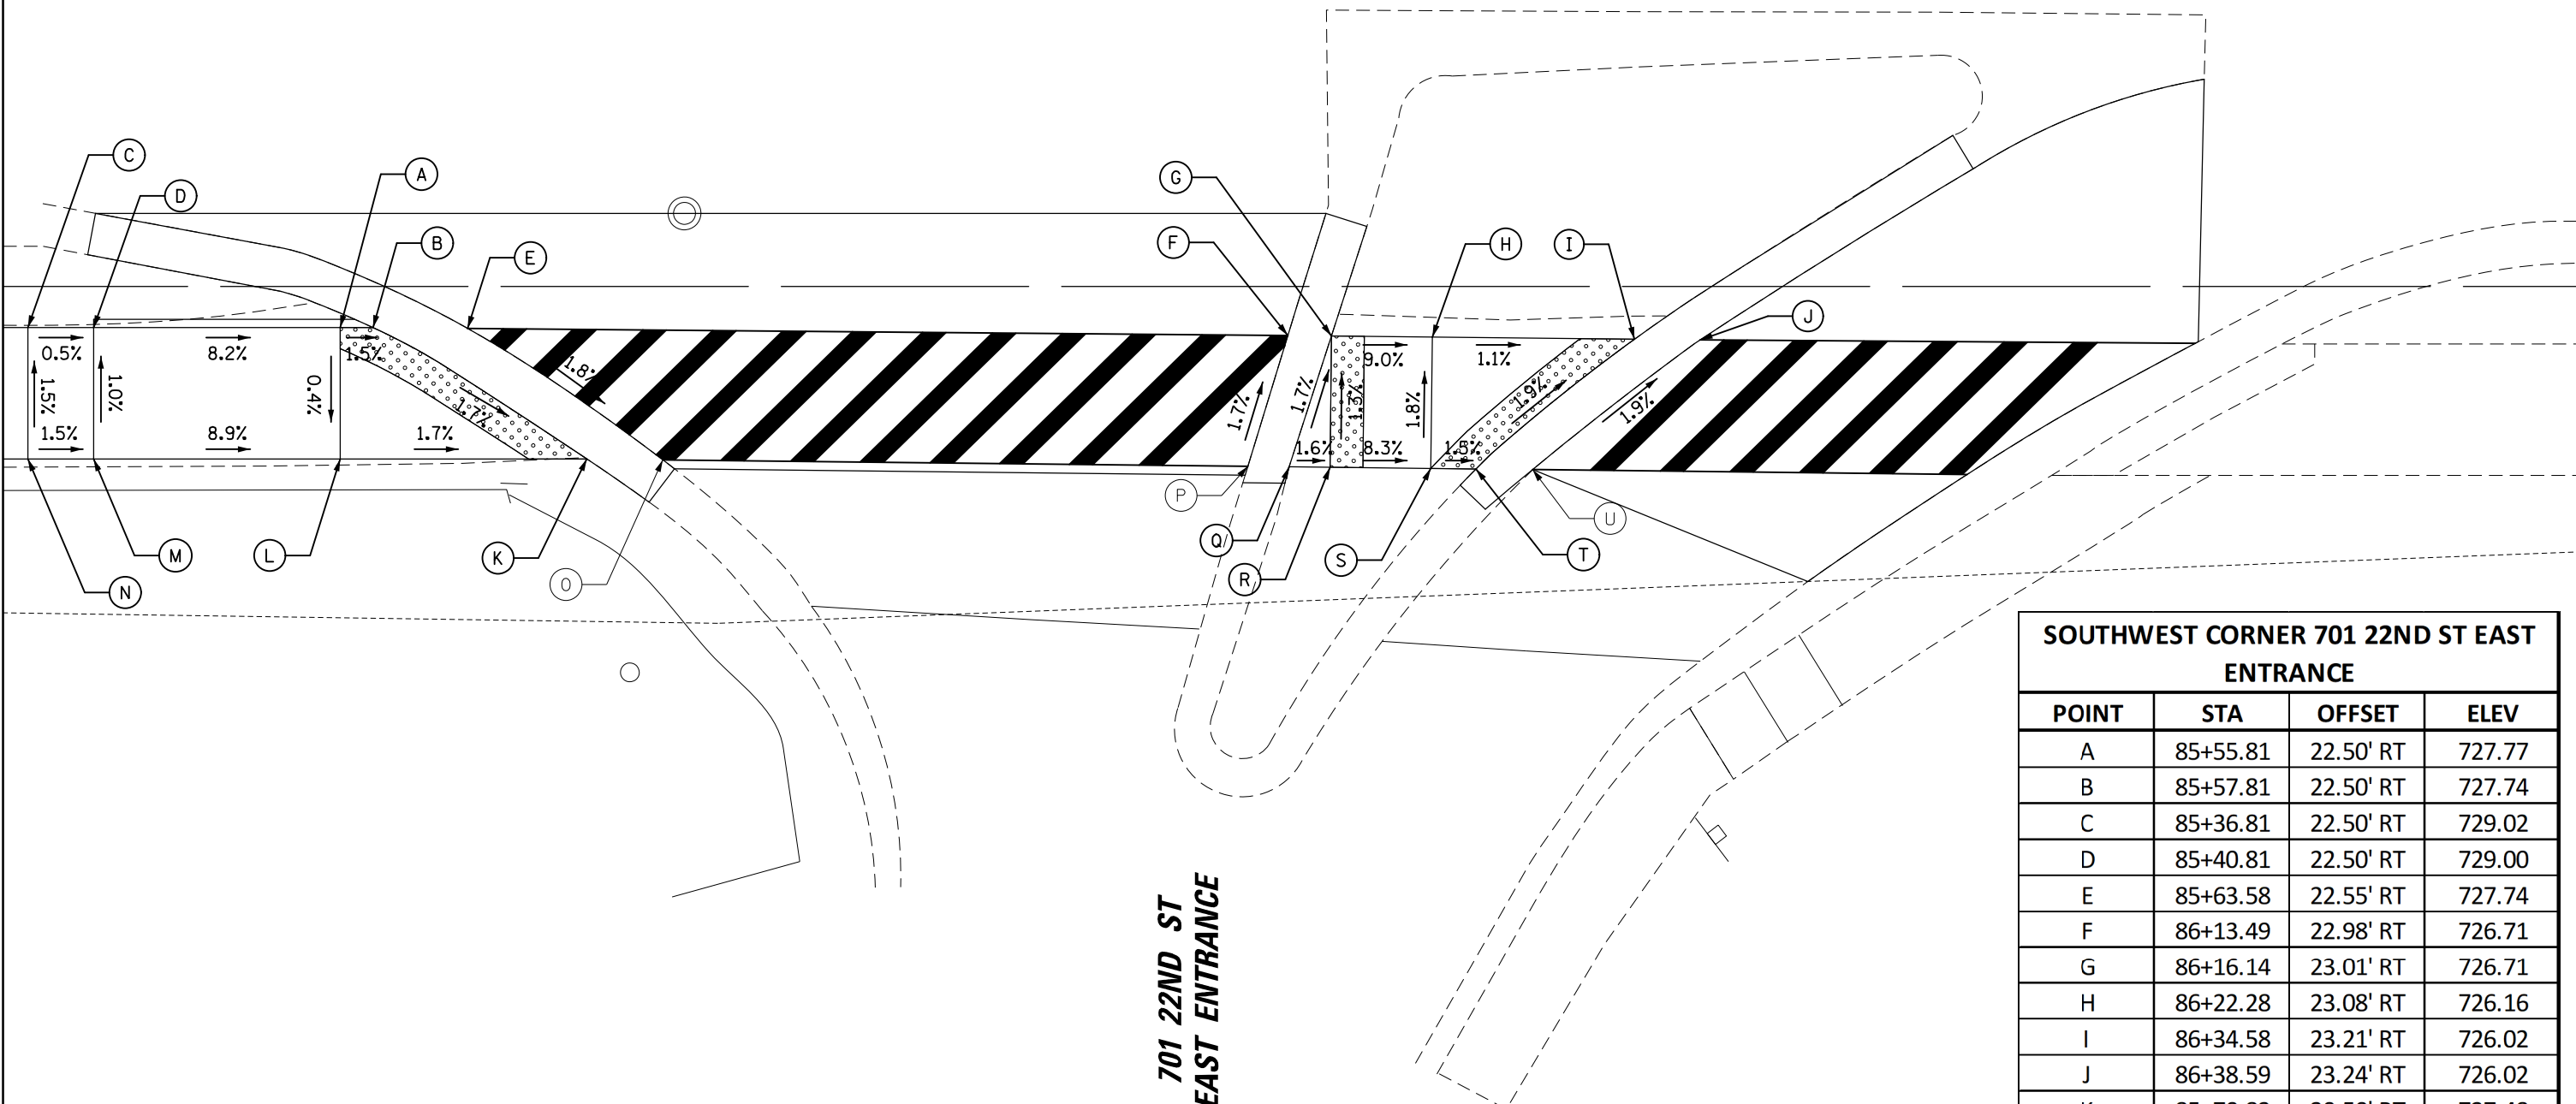 C
A
D
G
B
F
H
I
E
J
0.5%
8.2%
1.5%
9.0%
1.1%
1.5%
1.0%
0.4%
1.8%
1.7%
1.7%
1.8%
1.9%
1.9%
1.5%
8.9%
1.7%
1.7%
1.6%
8.3%
1.5%
P
U
Q
M
L
K
S
T
N
O
R
701 22ND ST
EAST ENTRANCE
SOUTHWEST CORNER 701 22ND ST EAST
ENTRANCE
POINT STA OFFSET ELEV
A 85+55.81 22.50' RT 727.77
B 85+57.81 22.50' RT 727.74
C 85+36.81 22.50' RT 729.02
D 85+40.81 22.50' RT 729.00
E 85+63.58 22.55' RT 727.74
F 86+13.49 22.98' RT 726.71
G 86+16.14 23.01' RT 726.71
H 86+22.28 23.08' RT 726.16
I 86+34.58 23.21' RT 726.02
J 86+38.59 23.24' RT 726.02